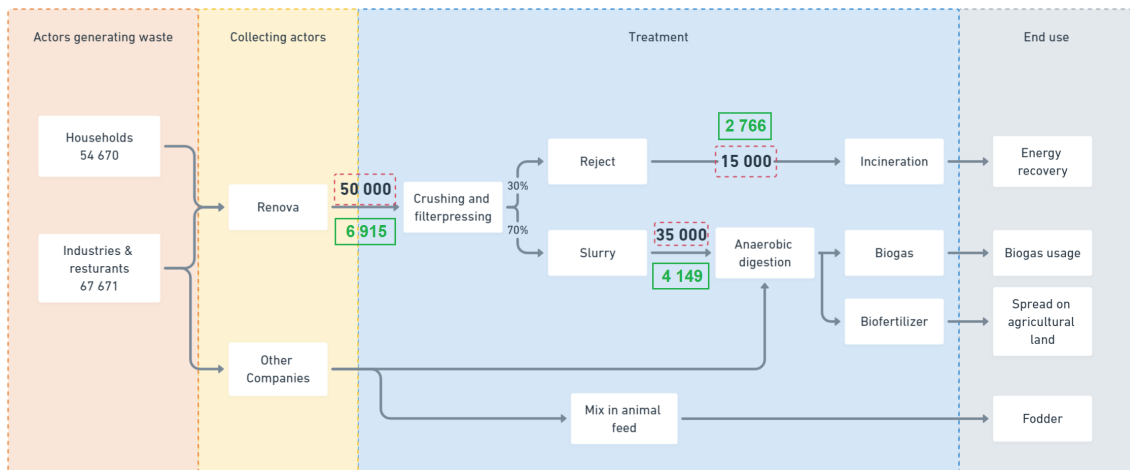 Actors generating waste
Collecting actors
Treatment
End use
Households
54 670
Industries &
resturants
67 671
Renova
Other
Companies
50 000
6 915
Crushing and
filterpressing
30%
70%
Reject
Slurry
2 766
15 000
35 000
4 149
Anaerobic
digestion
Mix in animal
feed
Incineration
Biogas
Biofertilizer
Energy
recovery
Biogas usage
Spread on
agricultural
land
Fodder